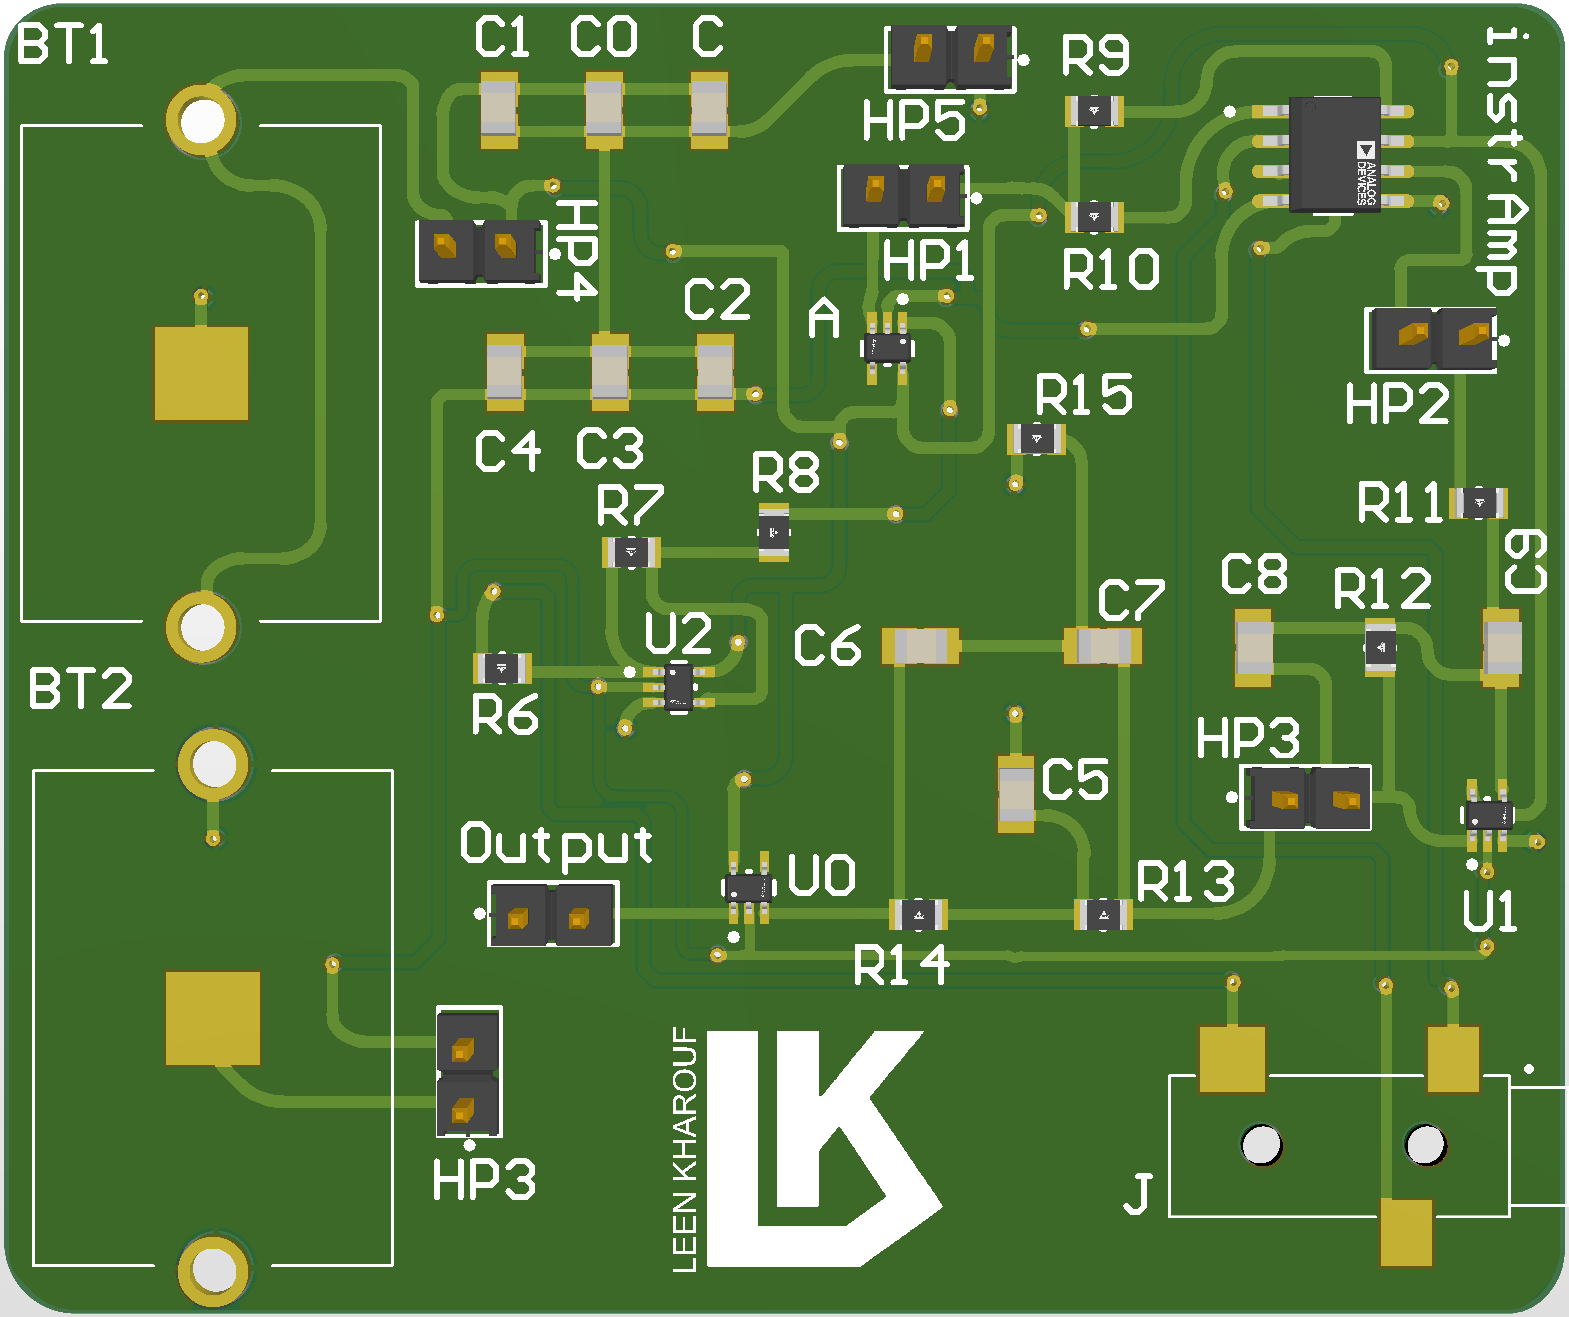 BT1
C1
C0
C
HP5
R9
instrAmp
HP4
HP1
R10
ANALOG
DEVICES
C2
A
HP2
R15
C4
C3
R8
R7
R11
C9
C8
R12
C7
C6
U2
BT2
R6
HP3
C5
Output
U0
R13
U1
R14
LEEN KHAROUF
LK
HP3
J